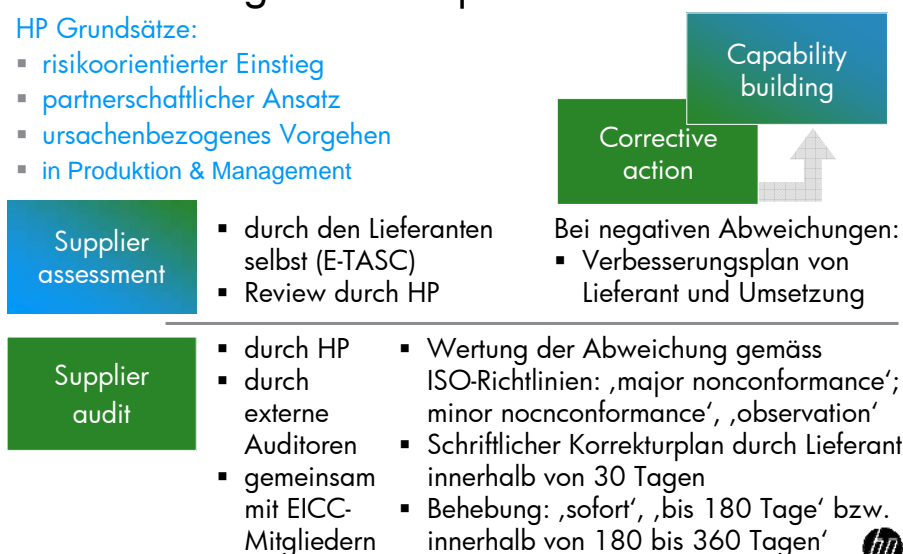 HP Grundsätze:
▪ risikoorientierter Einstieg
▪ partnerschaftlicher Ansatz
▪ ursachenbezogenes Vorgehen
▪ in Produktion & Management
Capability
building
Corrective
action
Supplier
assessment
▪ durch den Lieferanten
selbst (E-TASC)
▪ Review durch HP
Bei negativen Abweichungen:
▪ Verbesserungsplan von
Lieferant und Umsetzung
Supplier
audit
▪ durch HP
▪ durch
externe
Auditoren
▪ gemeinsam
mit EICC-
Mitgliedern
▪ Wertung der Abweichung gemäss
ISO-Richtlinien: ‚major nonconformance‘;
minor nocnconformance‘, ‚observation‘
▪ Schriftlicher Korrekturplan durch Lieferant
innerhalb von 30 Tagen
▪ Behebung: ‚sofort‘, ‚bis 180 Tage‘ bzw.
innerhalb von 180 bis 360 Tagen‘
hp